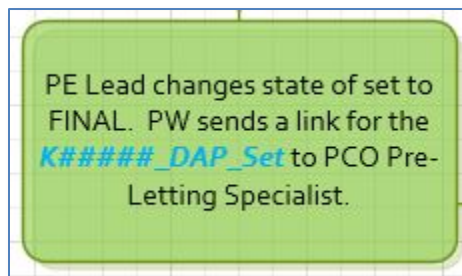 PE Lead changes state of set to
FINAL.  PW sends a link for the
K#####_DAP_Set to PCO Pre-
Letting Specialist.